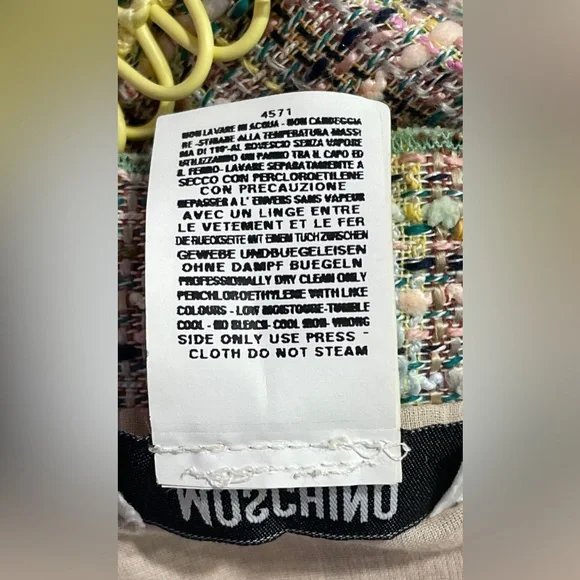 4571
NON LAVARE IN ACQUA - NON CANDEGGIA
RE - STIRARE ALLA TEMPERATURA MASSI
MA DI 110°-AL ROVESCIO SENZA VAPORE
UTILIZZANDO UN PANNO TRA IL CAPO ED
IL FERRO - LAVARE SEPARATAMENTE A
SECCO CON PERCLOROETILENE
CON PRECAUZIONE
REPASSER A L' ENVERS SANS VAPEUR
AVEC UN LINGE ENTRE
LE VETEMENT ET LE FER
DIE RUECKSEITE MIT EINEM TUCH ZWISCHEN
GEWEBE UND BUEGELEISEN
OHNE DAMPF BUEGELN
PROFESSIONALLY DRY CLEAN ONLY
PERCHLOROETHYLENE WITH LIKE
COLOURS - LOW MOISTOURE - TUMBLE
COOL - NO BLEACH - COOL IRON - WRONG
SIDE ONLY USE PRESS -
CLOTH DO NOT STEAM
MOSCHINO